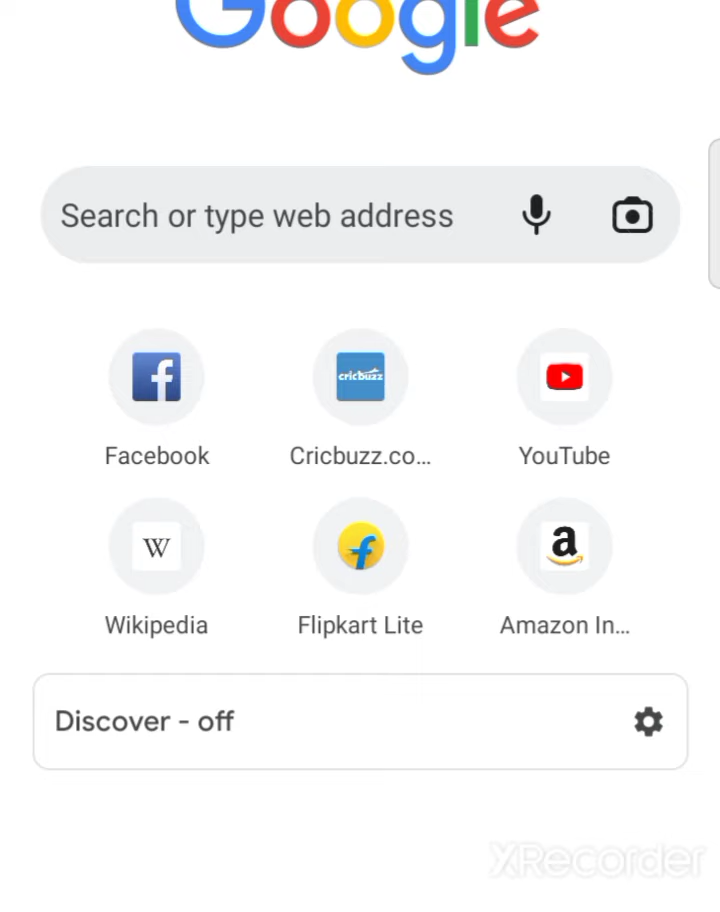 Google
Search or type web address
f
cricbuzz
Facebook
Cricbuzz.co...
YouTube
W
f
a
Wikipedia
Flipkart Lite
Amazon In...
Discover - off
XRecorder